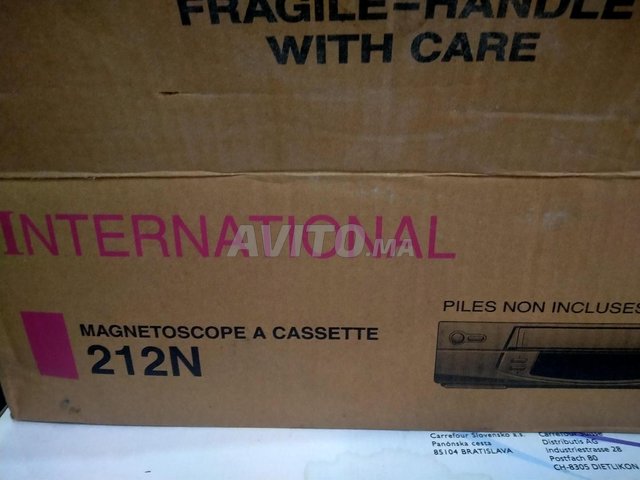 FRAGILE-HANDLE
WITH CARE
INTERNATIONAL
AVITO.MA
PILES NON INCLUSES
MAGNETOSCOPE A CASSETTE
212N
Carrefour Slovensko a.s.
Panónska cesta
85104 BRATISLAVA
Carrefour
Distributis AG
Industriestrasse 28
Postfach 80
CH-8305 DIETLIKON